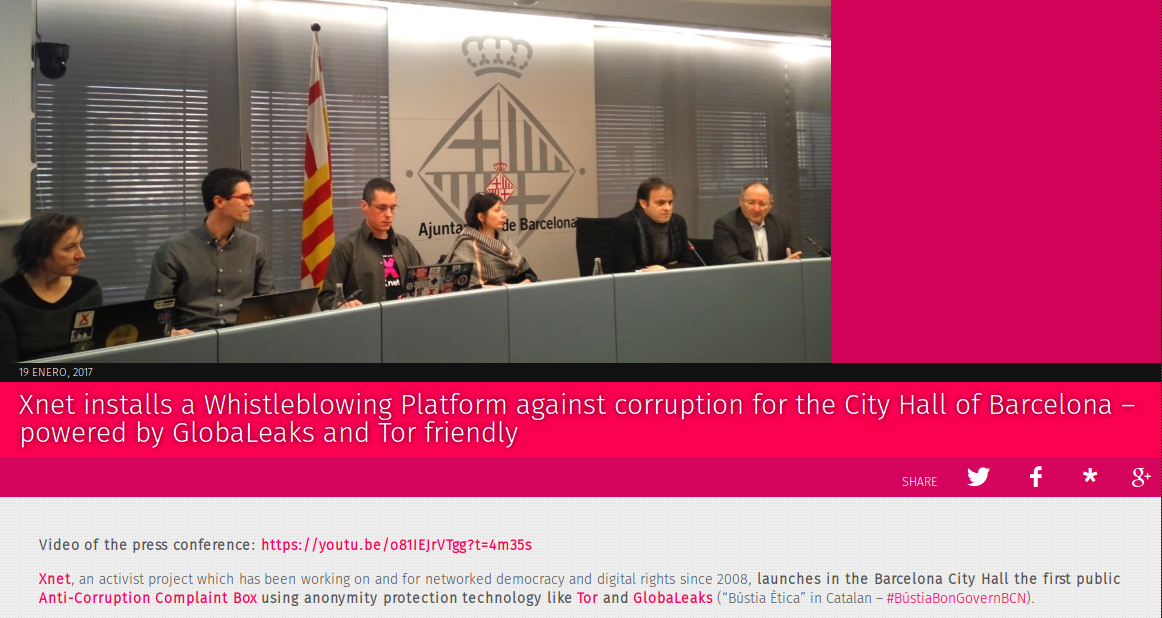 Ajuntament de Barcelona
X net
19 ENERO, 2017
Xnet installs a Whistleblowing Platform against corruption for the City Hall of Barcelona –
powered by GlobaLeaks and Tor friendly
SHARE
Video of the press conference: https://youtu.be/o81IEJrVTgg?t=4m35s
Xnet, an activist project which has been working on and for networked democracy and digital rights since 2008, launches in the Barcelona City Hall the first public
Anti-Corruption Complaint Box using anonymity protection technology like Tor and GlobaLeaks (“Bústia Ètica” in Catalan – #BústiaBonGovernBCN).